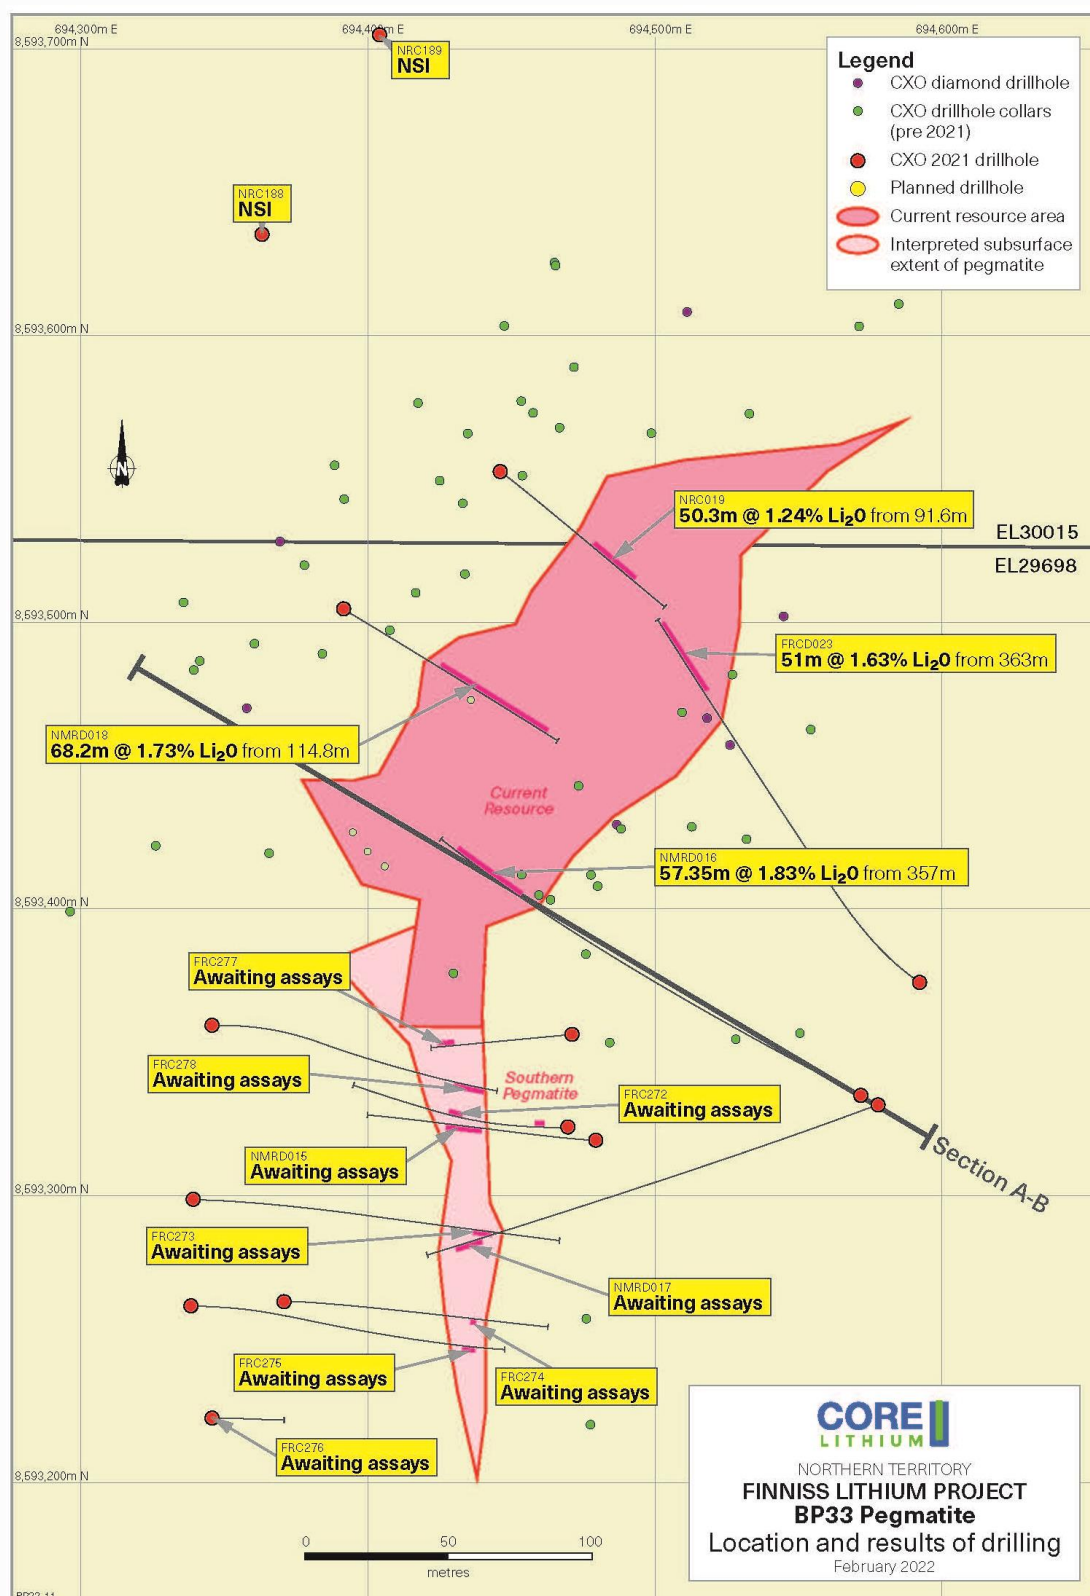 694,300m E
694,400m E
694,500m E
694,600m E
8,593,700m N
NRC189
NSI
Legend
CXO diamond drillhole
CXO drillhole collars
(pre 2021)
CXO 2021 drillhole
Planned drillhole
Current resource area
Interpreted subsurface
extent of pegmatite
NRC188
NSI
8,593,600m N
N
NRC019
50.3m @ 1.24% Li2O from 91.6m
EL30015
EL29698
8,593,500m N
FRCD023
51m @ 1.63% Li2O from 363m
NMRD018
68.2m @ 1.73% Li2O from 114.8m
Current
Resource
NMRD016
57.35m @ 1.83% Li2O from 357m
8,593,400m N
FRC277
Awaiting assays
FRC278
Awaiting assays
Southern
Pegmatite
FRC272
Awaiting assays
NMRD015
Awaiting assays
Section A-B
8,593,300m N
FRC273
Awaiting assays
NMRD017
Awaiting assays
FRC275
Awaiting assays
FRC274
Awaiting assays
FRC276
Awaiting assays
8,593,200m N
0 50 100
metres
CORE
LITHIUM
NORTHERN TERRITORY
FINNISS LITHIUM PROJECT
BP33 Pegmatite
Location and results of drilling
February 2022